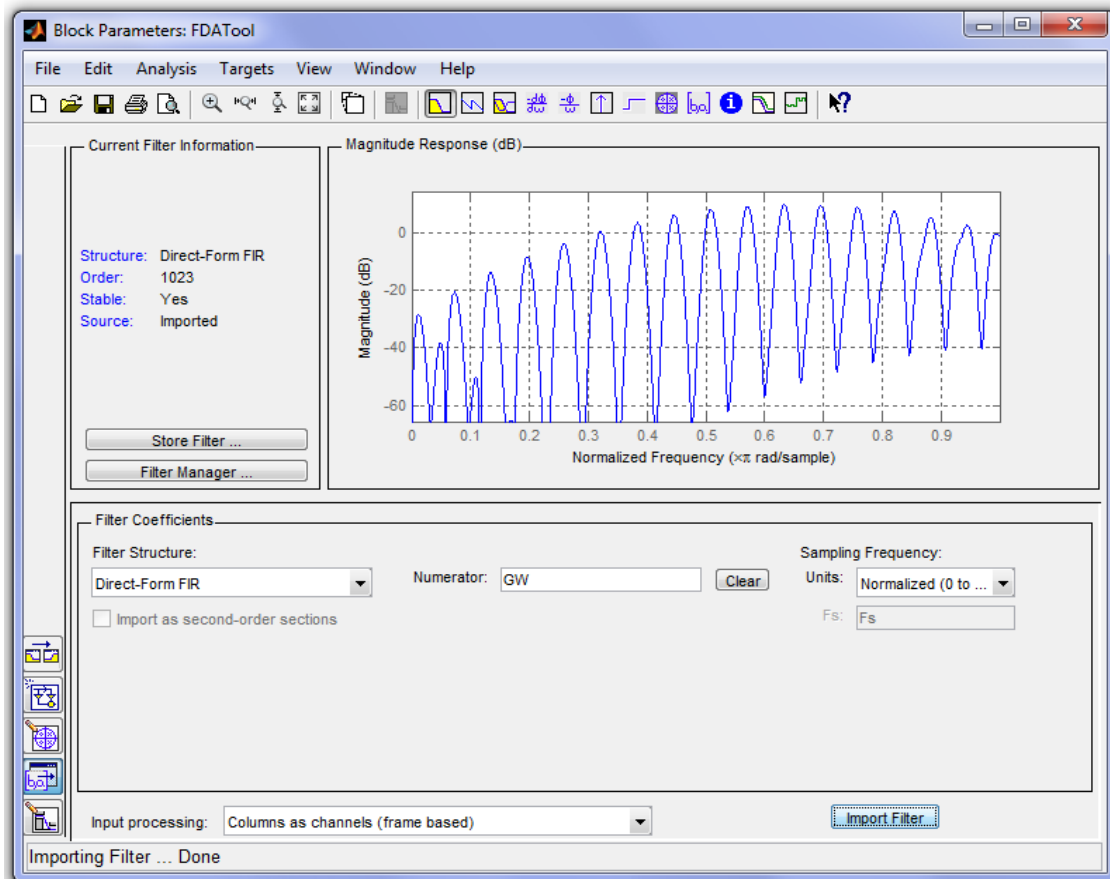 Block Parameters: FDATool
File Edit Analysis Targets View Window Help
Current Filter Information
Structure: Direct-Form FIR
Order: 1023
Stable: Yes
Source: Imported
Store Filter ...
Filter Manager ...
Magnitude Response (dB)
Magnitude (dB)
0
-20
-40
-60
0 0.1 0.2 0.3 0.4 0.5 0.6 0.7 0.8 0.9
Normalized Frequency (×π rad/sample)
Filter Coefficients
Filter Structure:
Direct-Form FIR
Import as second-order sections
Numerator: GW
Clear
Sampling Frequency:
Units: Normalized (0 to ...
Fs: Fs
Input processing: Columns as channels (frame based)
Import Filter
Importing Filter ... Done